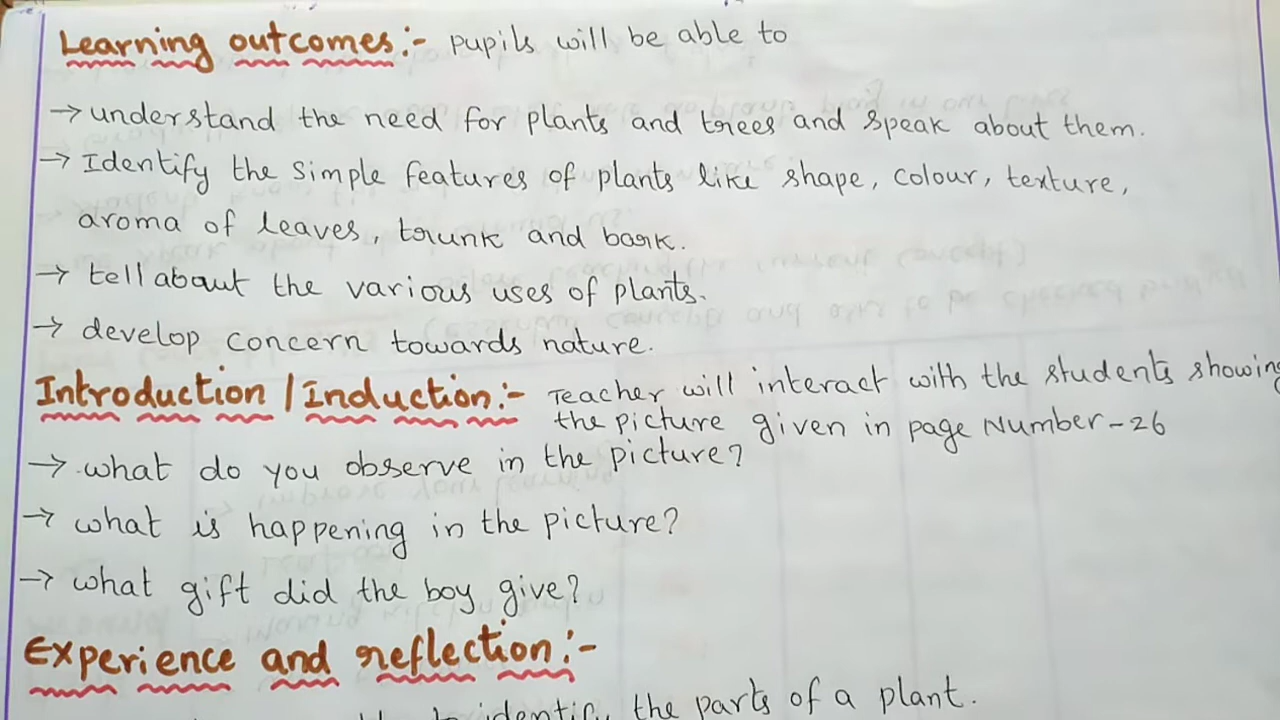 Learning outcomes:- pupils will be able to
→ understand the need for plants and trees and speak about them.
→ Identify the simple features of plants like shape, colour, texture,
aroma of leaves, trunk and bark.
→ tell about the various uses of plants.
→ develop concern towards nature.
Introduction / Induction:- Teacher will interact with the students showing
the picture given in page Number-26
→ what do you observe in the picture?
→ what is happening in the picture?
→ what gift did the boy give?
Experience and reflection:-
to identify the parts of a plant.